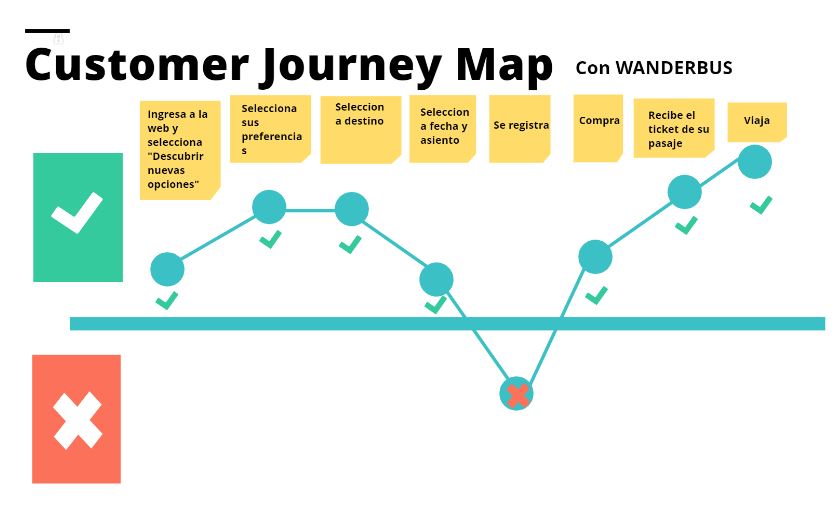 Customer Journey Map
Con WANDERBUS
Ingresa a la
web y
selecciona
"Descubrir
nuevas
opciones"
Selecciona
sus
preferencia
s
Seleccion
a destino
Seleccion
a fecha y
asiento
Se registra
Compra
Recibe el
ticket de su
pasaje
Viaja